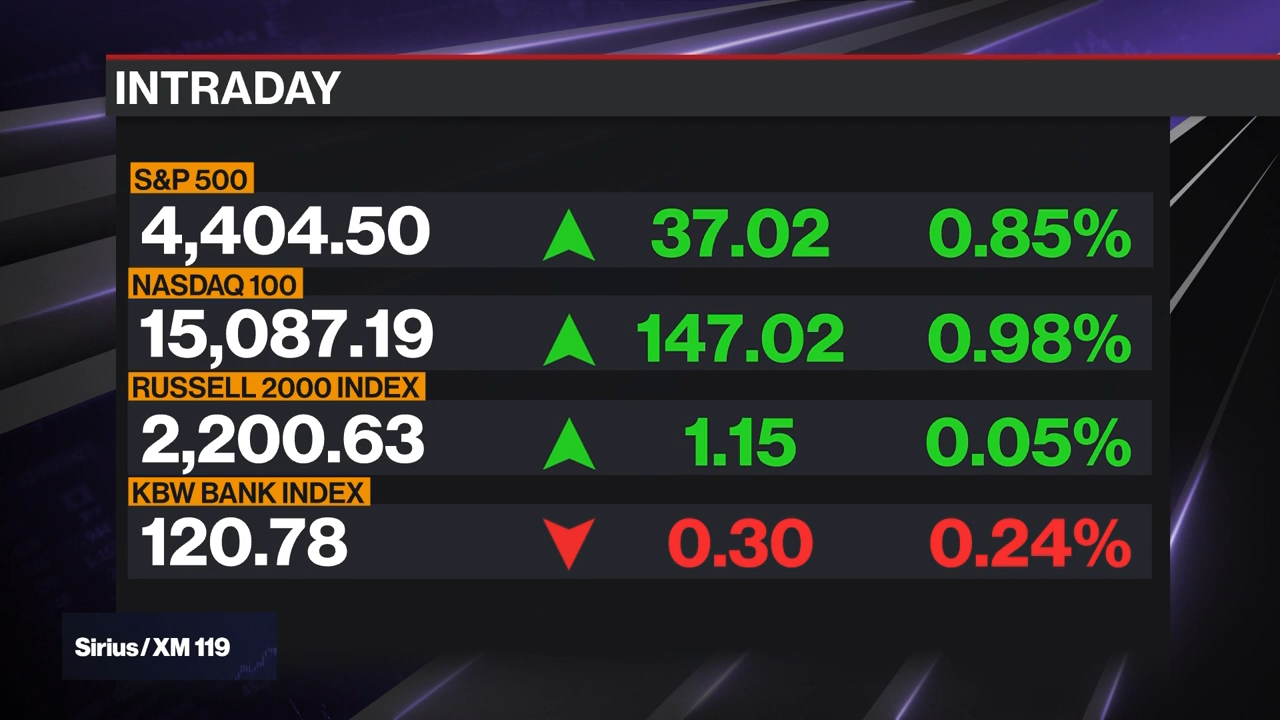 INTRADAY
S&P 500
4,404.50 ▲ 37.02 0.85%
NASDAQ 100
15,087.19 ▲ 147.02 0.98%
RUSSELL 2000 INDEX
2,200.63 ▲ 1.15 0.05%
KBW BANK INDEX
120.78 ▼ 0.30 0.24%
Sirius/XM 119